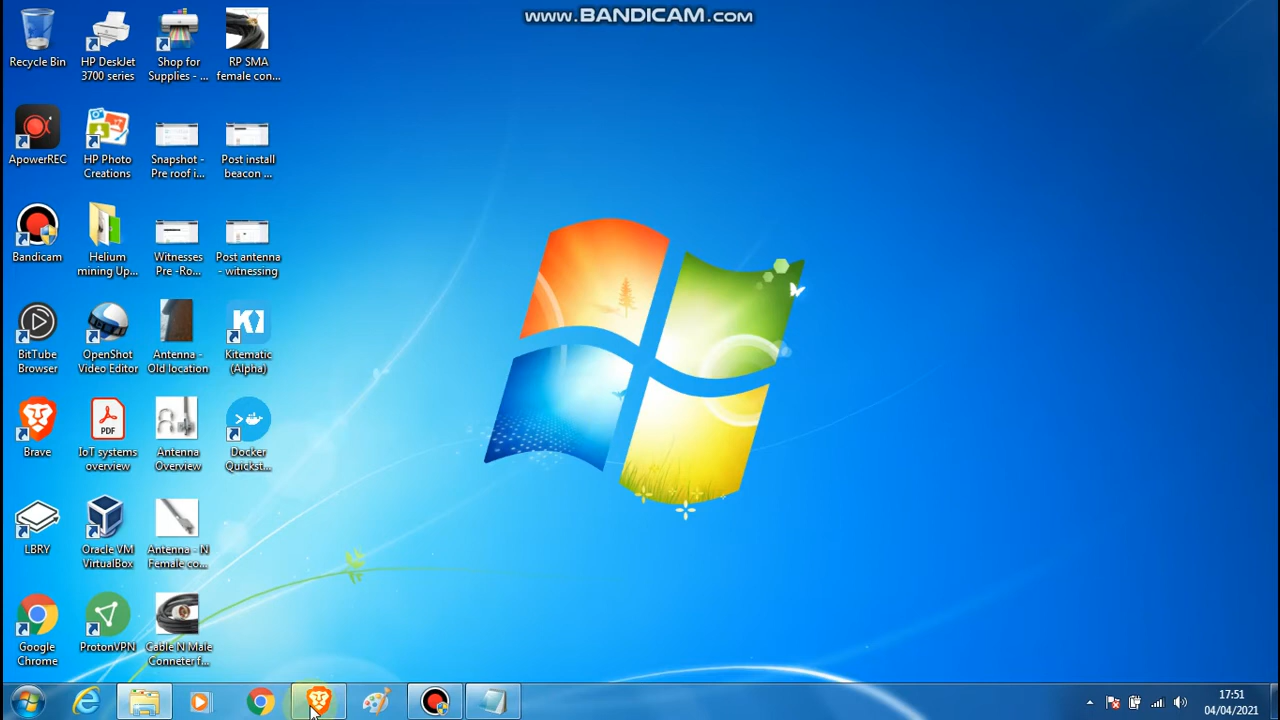 www.BANDICAM.com
Recycle Bin
HP DeskJet
3700 series
Shop for
Supplies - ...
RP SMA
female con...
ApowerREC
HP Photo
Creations
Snapshot -
Pre roof i...
Post install
beacon ...
Bandicam
Helium
mining Up...
Witnesses
Pre -Ro...
Post antenna
- witnessing
BitTube
Browser
OpenShot
Video Editor
Antenna -
Old location
Kitematic
(Alpha)
Brave
PDF
IoT systems
overview
Antenna
Overview
Docker
Quickst...
LBRY
Oracle VM
VirtualBox
Antenna - N
Female co...
Google
Chrome
ProtonVPN
Cable N Male
Conneter f...
17:51
04/04/2021